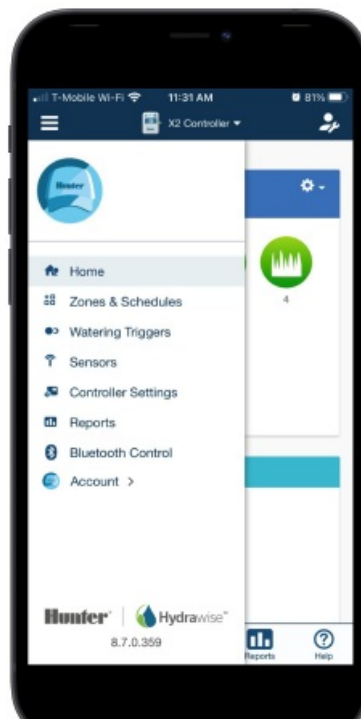 T-Mobile Wi-Fi 11:31 AM 81%
X2 Controller
Hunter
4
Home
Zones & Schedules
Watering Triggers
Sensors
Controller Settings
Reports
Bluetooth Control
Account >
Hunter® Hydrawise™
8.7.0.359
Reports Help